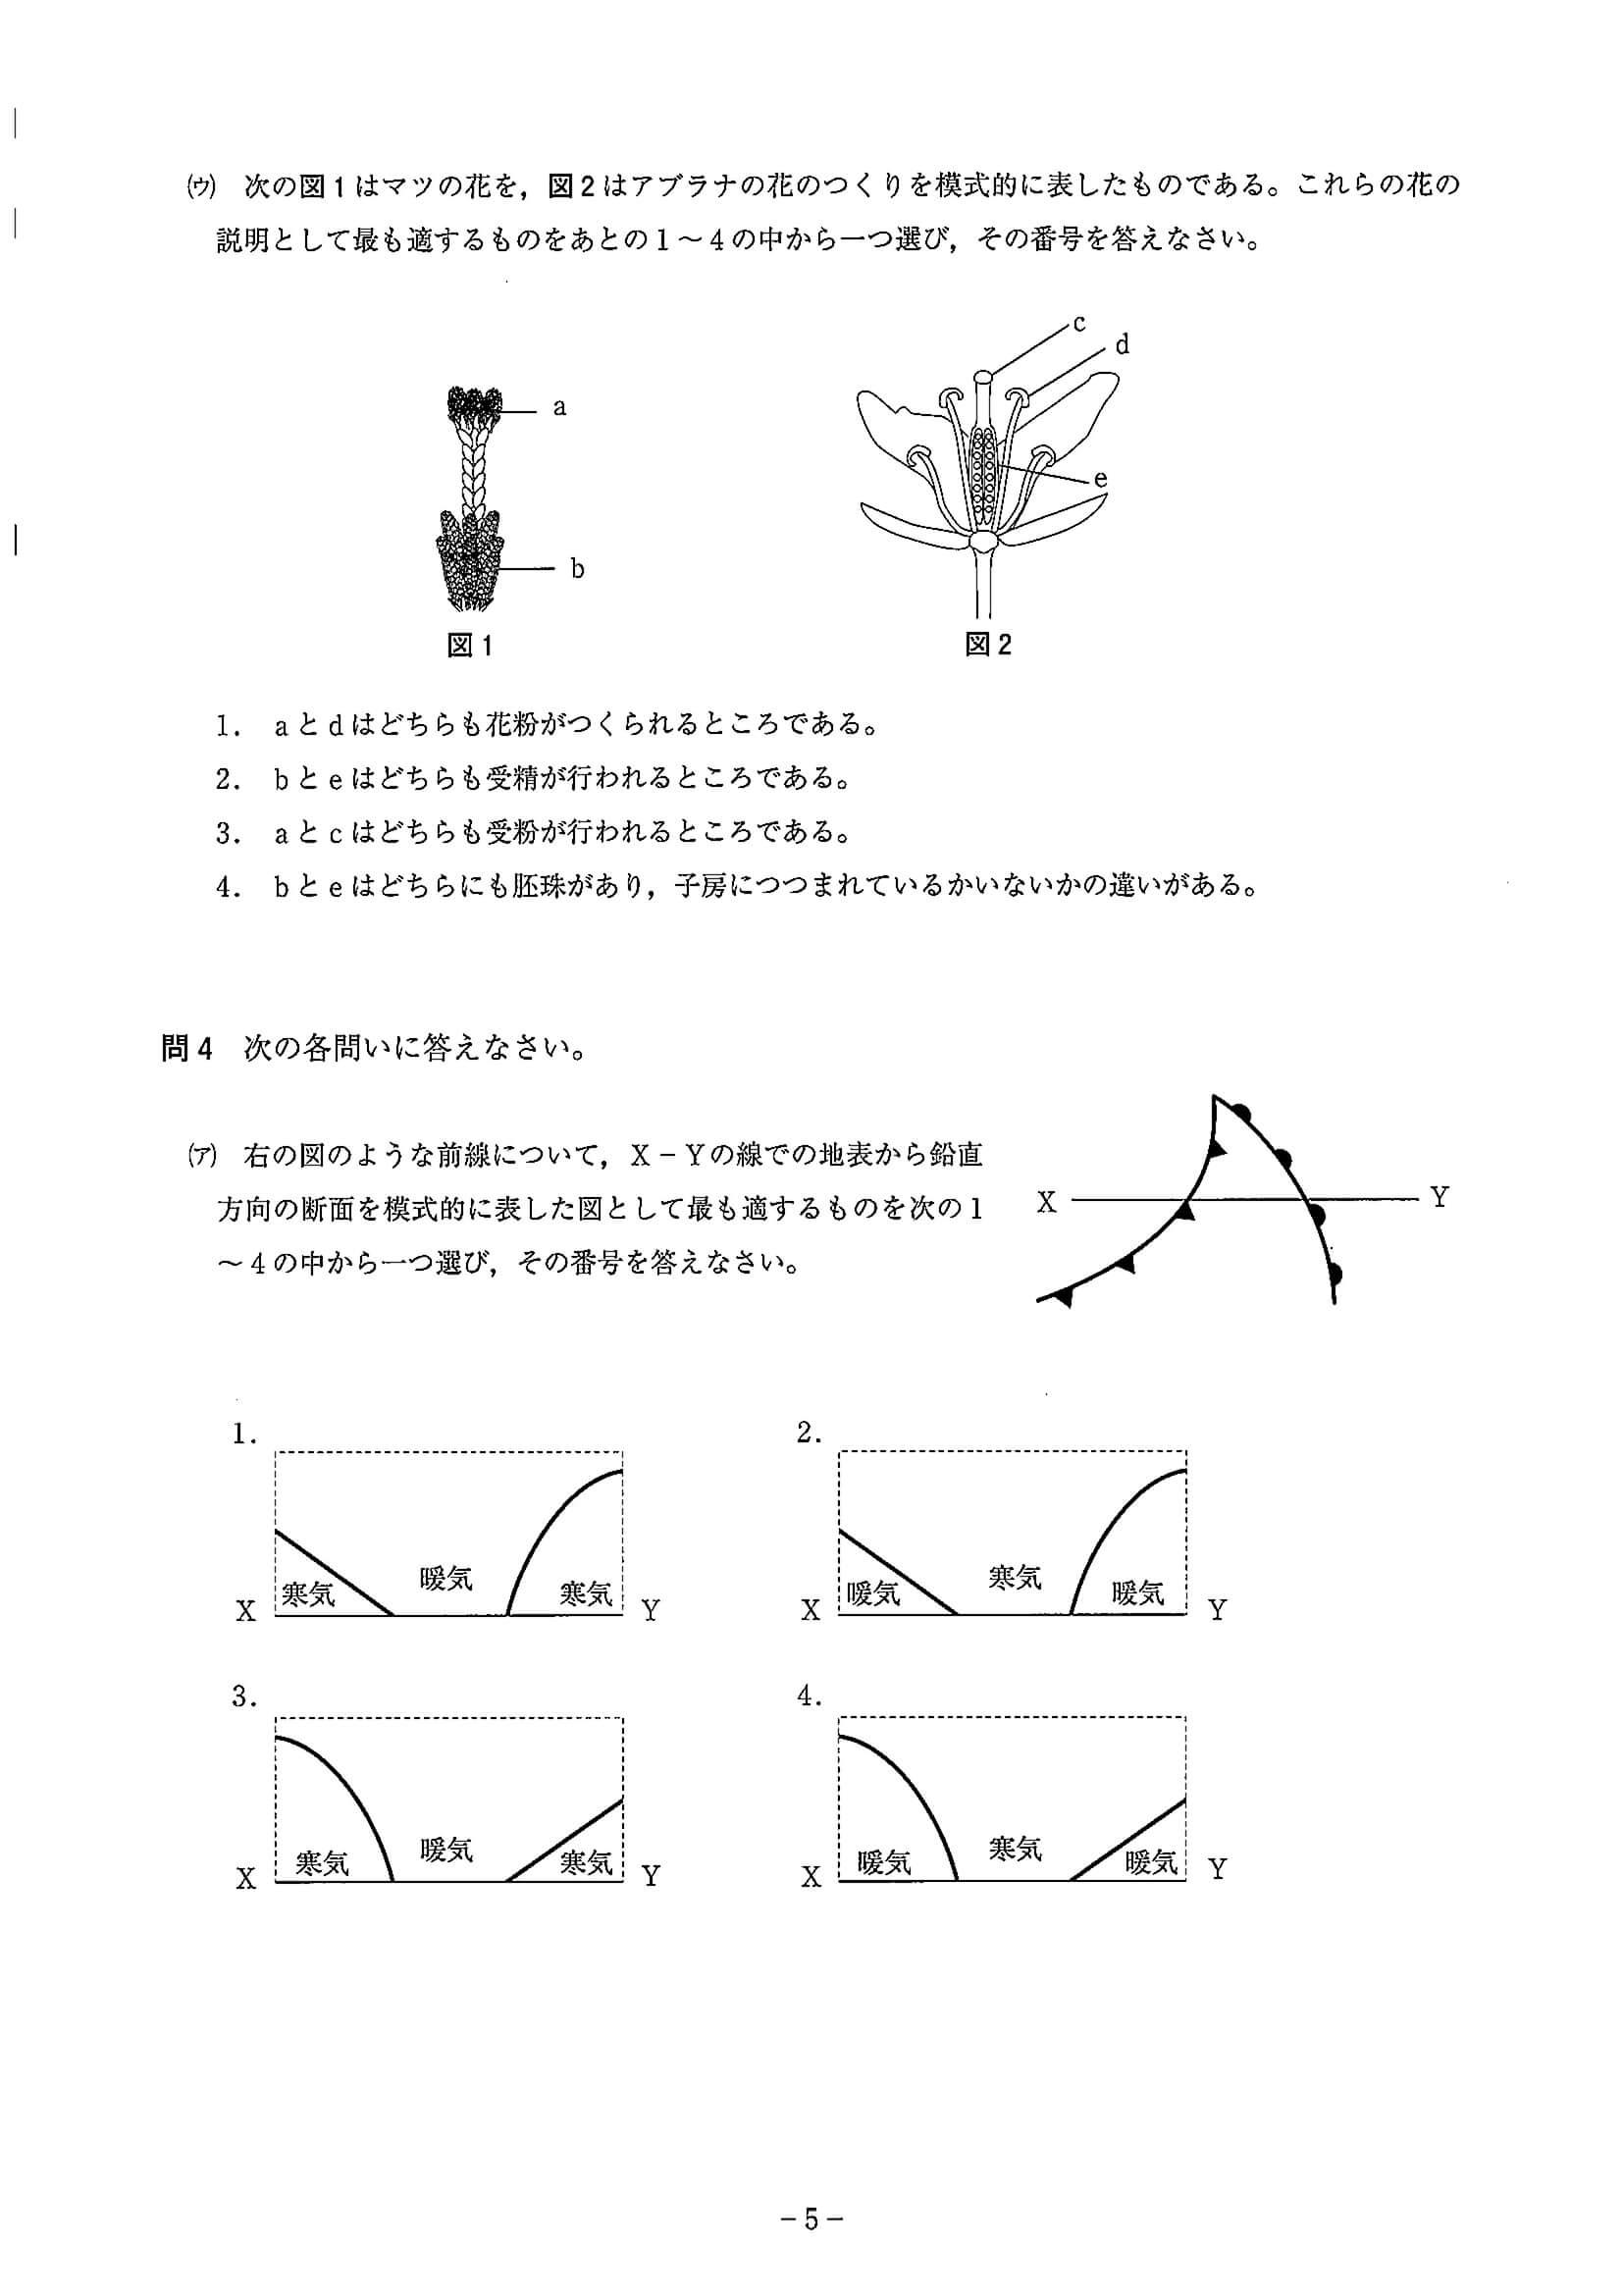 (ウ) 次の図1はマツの花を，図2はアブラナの花のつくりを模式的に表したものである。これらの花の
説明として最も適するものをあとの1～4の中から一つ選び，その番号を答えなさい。
c
d
a
e
b
図1
図2
1． aとdはどちらも花粉がつくられるところである。
2． bとeはどちらも受精が行われるところである。
3． aとcはどちらも受粉が行われるところである。
4． bとeはどちらにも胚珠があり，子房につつまれているかいないかの違いがある。
問4 次の各問いに答えなさい。
(ア) 右の図のような前線について，X－Yの線での地表から鉛直
方向の断面を模式的に表した図として最も適するものを次の1
～4の中から一つ選び，その番号を答えなさい。
X Y
1．
寒気 暖気 寒気
X Y
2．
暖気 寒気 暖気
X Y
3．
寒気 暖気 寒気
X Y
4．
暖気 寒気 暖気
X Y
－5－